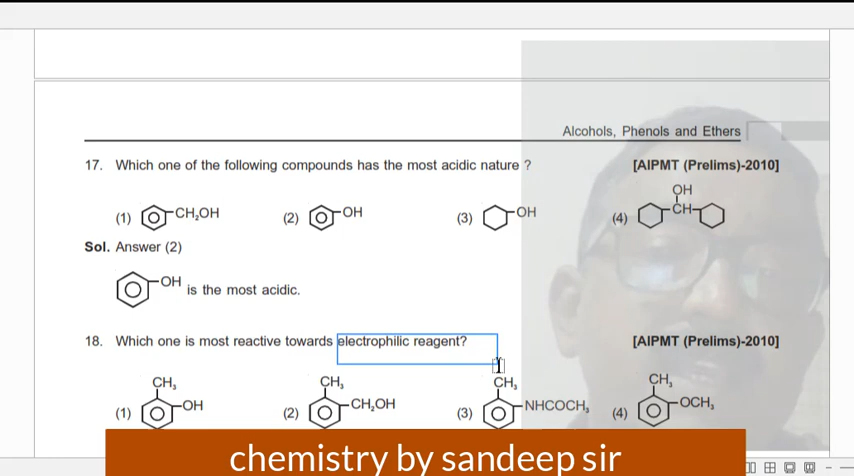 Alcohols, Phenols and Ethers
17. Which one of the following compounds has the most acidic nature ? [AIPMT (Prelims)-2010]
(1) CH₂OH (2) OH (3) OH (4) OH CH
Sol. Answer (2)
OH is the most acidic.
18. Which one is most reactive towards electrophilic reagent? [AIPMT (Prelims)-2010]
(1) CH₃ OH (2) CH₃ CH₂OH (3) CH₃ NHCOCH₃ (4) CH₃ OCH₃
chemistry by sandeep sir